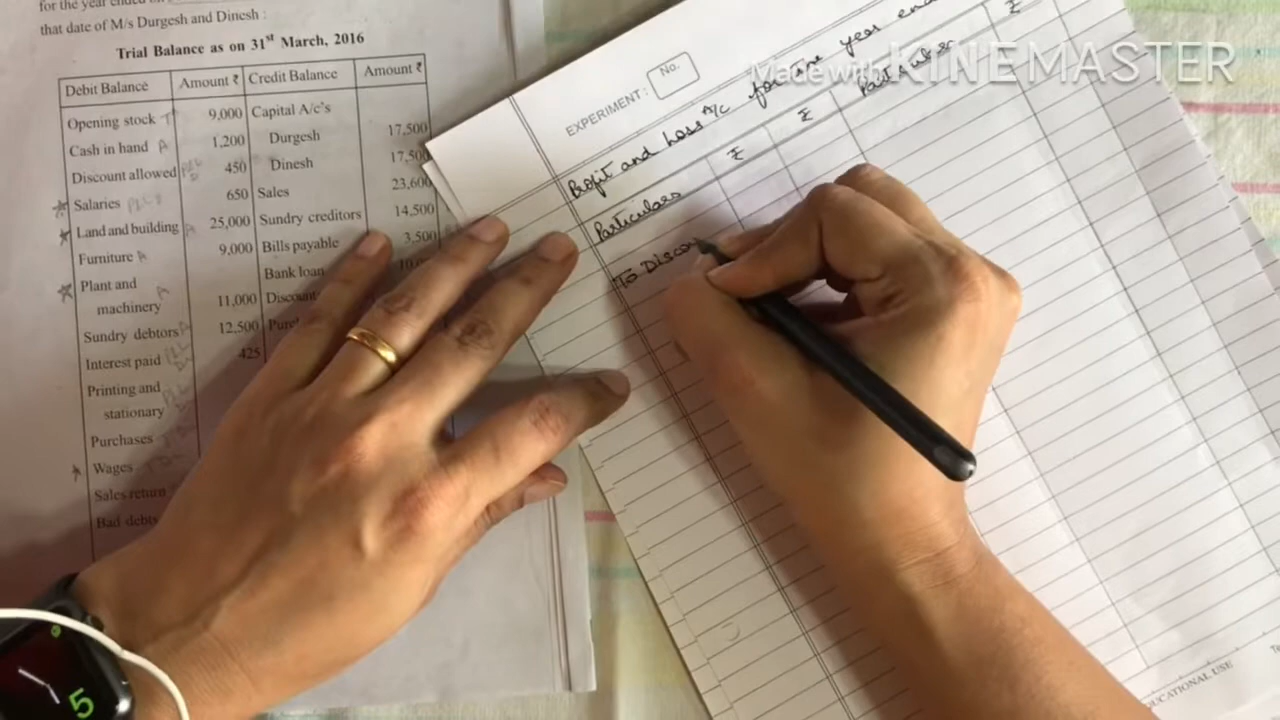 for the year ended
that date of M/s Durgesh and Dinesh :
Trial Balance as on 31st March, 2016
Debit Balance Amount ₹ Credit Balance Amount ₹
Opening stock 9,000 Capital A/c's
Cash in hand A 1,200 Durgesh 17,500
Discount allowed 450 Dinesh 17,500
Salaries 650 Sales 23,600
Land and building A 25,000 Sundry creditors 14,500
Furniture A 9,000 Bills payable 3,500
Plant and Bank loan
machinery A 11,000 Discount
Sundry debtors A 12,500
Interest paid 425
Printing and
stationary
Purchases
Wages
Sales return
Bad debts
EXPERIMENT : No.
Profit and Loss A/c for the year
Particulars ₹ ₹ ₹
To Discou
EDUCATIONAL USE
Made with KINEMASTER